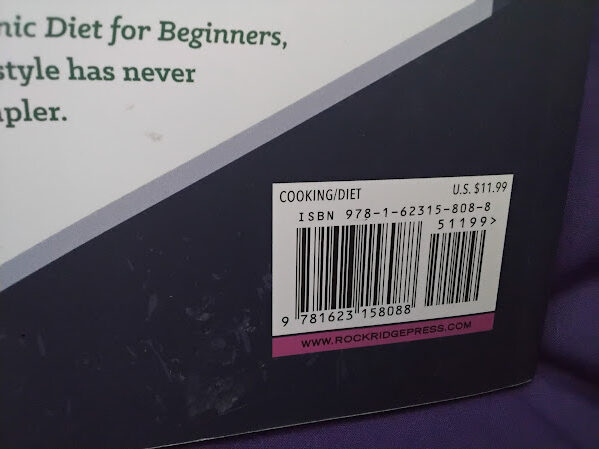 nic Diet for Beginners,
style has never
pler.
COOKING/DIET U.S. $11.99
ISBN 978-1-62315-808-8
51199>
9 781623 158088
WWW.ROCKRIDGEPRESS.COM